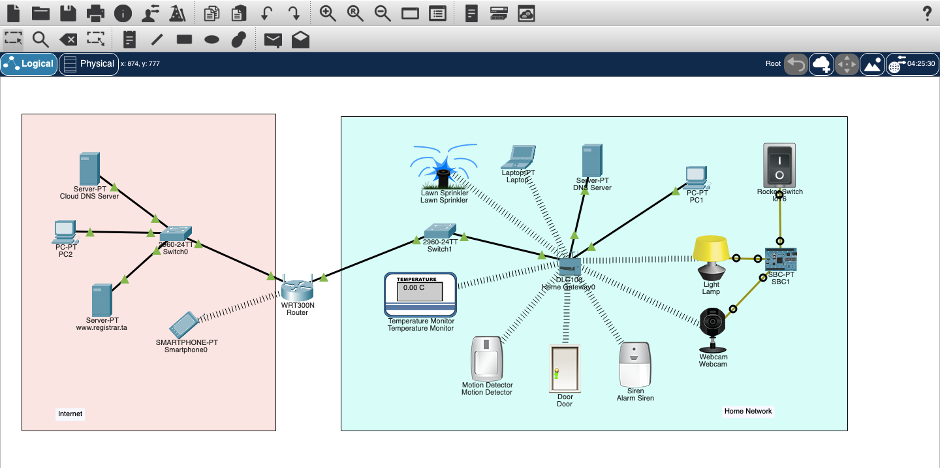 Logical
Physical
x: 874, y: 777
Root
04:25:30
Server-PT
Cloud DNS Server
PC-PT
PC2
2960-24TT
Switch0
Server-PT
www.registrar.ta
SMARTPHONE-PT
Smartphone0
Internet
WRT300N
Router
Lawn Sprinkler
Lawn Sprinkler
Laptop-PT
Laptop
Server-PT
DNS Server
PC-PT
PC1
Rocker Switch
I
O
2960-24TT
Switch1
TEMPERATURE
0.00 C
Temperature Monitor
Temperature Monitor
Home Gateway0
Light
Lamp
SBC-PT
SBC1
Webcam
Webcam
Motion Detector
Motion Detector
Door
Door
Siren
Alarm Siren
Home Network